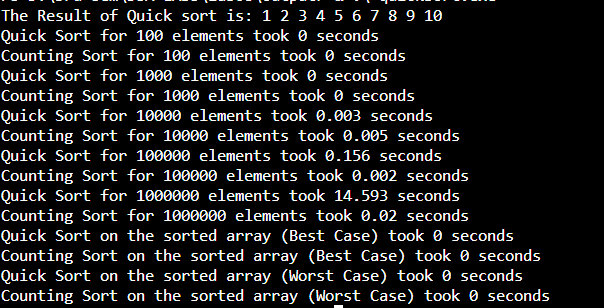 The Result of Quick sort is: 1 2 3 4 5 6 7 8 9 10
Quick Sort for 100 elements took 0 seconds
Counting Sort for 100 elements took 0 seconds
Quick Sort for 1000 elements took 0 seconds
Counting Sort for 1000 elements took 0 seconds
Quick Sort for 10000 elements took 0.003 seconds
Counting Sort for 10000 elements took 0.005 seconds
Quick Sort for 100000 elements took 0.156 seconds
Counting Sort for 100000 elements took 0.002 seconds
Quick Sort for 1000000 elements took 14.593 seconds
Counting Sort for 1000000 elements took 0.02 seconds
Quick Sort on the sorted array (Best Case) took 0 seconds
Counting Sort on the sorted array (Best Case) took 0 seconds
Quick Sort on the sorted array (Worst Case) took 0 seconds
Counting Sort on the sorted array (Worst Case) took 0 seconds